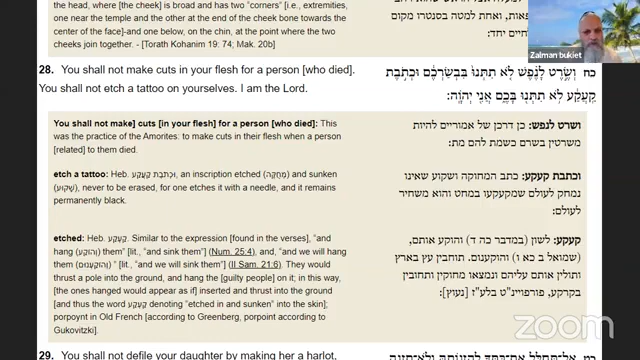 the head, where [the cheek] is broad and has two "corners" [i.e., extremities,
one near the temple and the other at the end of the cheek bone towards
center of the face]-and one below, on the chin, at the point where the two
cheeks join together. - [Torath Kohanim 19: 74; Mak. 20b]
פאות, ואחת למטה בסנטרו מקום
חיים יחד:
Zalman bukiet
28. You shall not make cuts in your flesh for a person [who died].
You shall not etch a tattoo on yourselves. I am the Lord.
כח וְשֶׂרֶט לָנֶפֶשׁ לֹא תִתְּנוּ בִּבְשַׂרְכֶם וּכְתֹבֶת
קַעֲקַע לֹא תִתְּנוּ בָּכֶם אֲנִי יְהֹוָה:
You shall not make] cuts [in your flesh] for a person [who died]: This
was the practice of the Amorites: to make cuts in their flesh when a person
[related] to them died.
ושרט לנפש: כן דרכן של אמוריים להיות
משרטין בשרם כשמת להם מת:
etch a tattoo: Heb. וּכְתֹבֶת קַעֲקַע, an inscription etched (מְחֻקֶּה) and sunken
(שָׁקוּעַ), never to be erased, for one etches it with a needle, and it remains
permanently black.
וכתבת קעקע: כתב המחוקה ושקוע שאינו
נמחק לעולם שמקעקעו במחט והוא משחיר
לעולם:
etched: Heb. קַעֲקַע. Similar to the expression [found in the verses], "and
hang (וְהוֹקַע) them" [lit., "and sink them"] (Num. 25:4), and, "and we will hang
them (וְהוֹקַעֲנוּם) " [lit., "and we will sink them"] (II Sam. 21:6). They would
thrust a pole into the ground, and hang the [guilty people] on it; in this way,
[the ones hanged would appear as if] inserted and thrust into the ground
[and thus the word קַעֲקַע denoting "etched in and sunken" into the skin];
porpoynt in Old French [according to Greenberg, porpoint according to
Gukovitzki].
קעקע: לשון (במדבר כה ד) והוקע אותם,
(שמואל ב כא ו) והוקענום. תוחבין עץ בארץ
ותולין אותם עליהם ונמצאו מחוקין ותחובין
בקרקע, פורפויינ"ט בלע"ז [נעוץ]:
29. You shall not defile your daughter by making her a harlot,
zoom